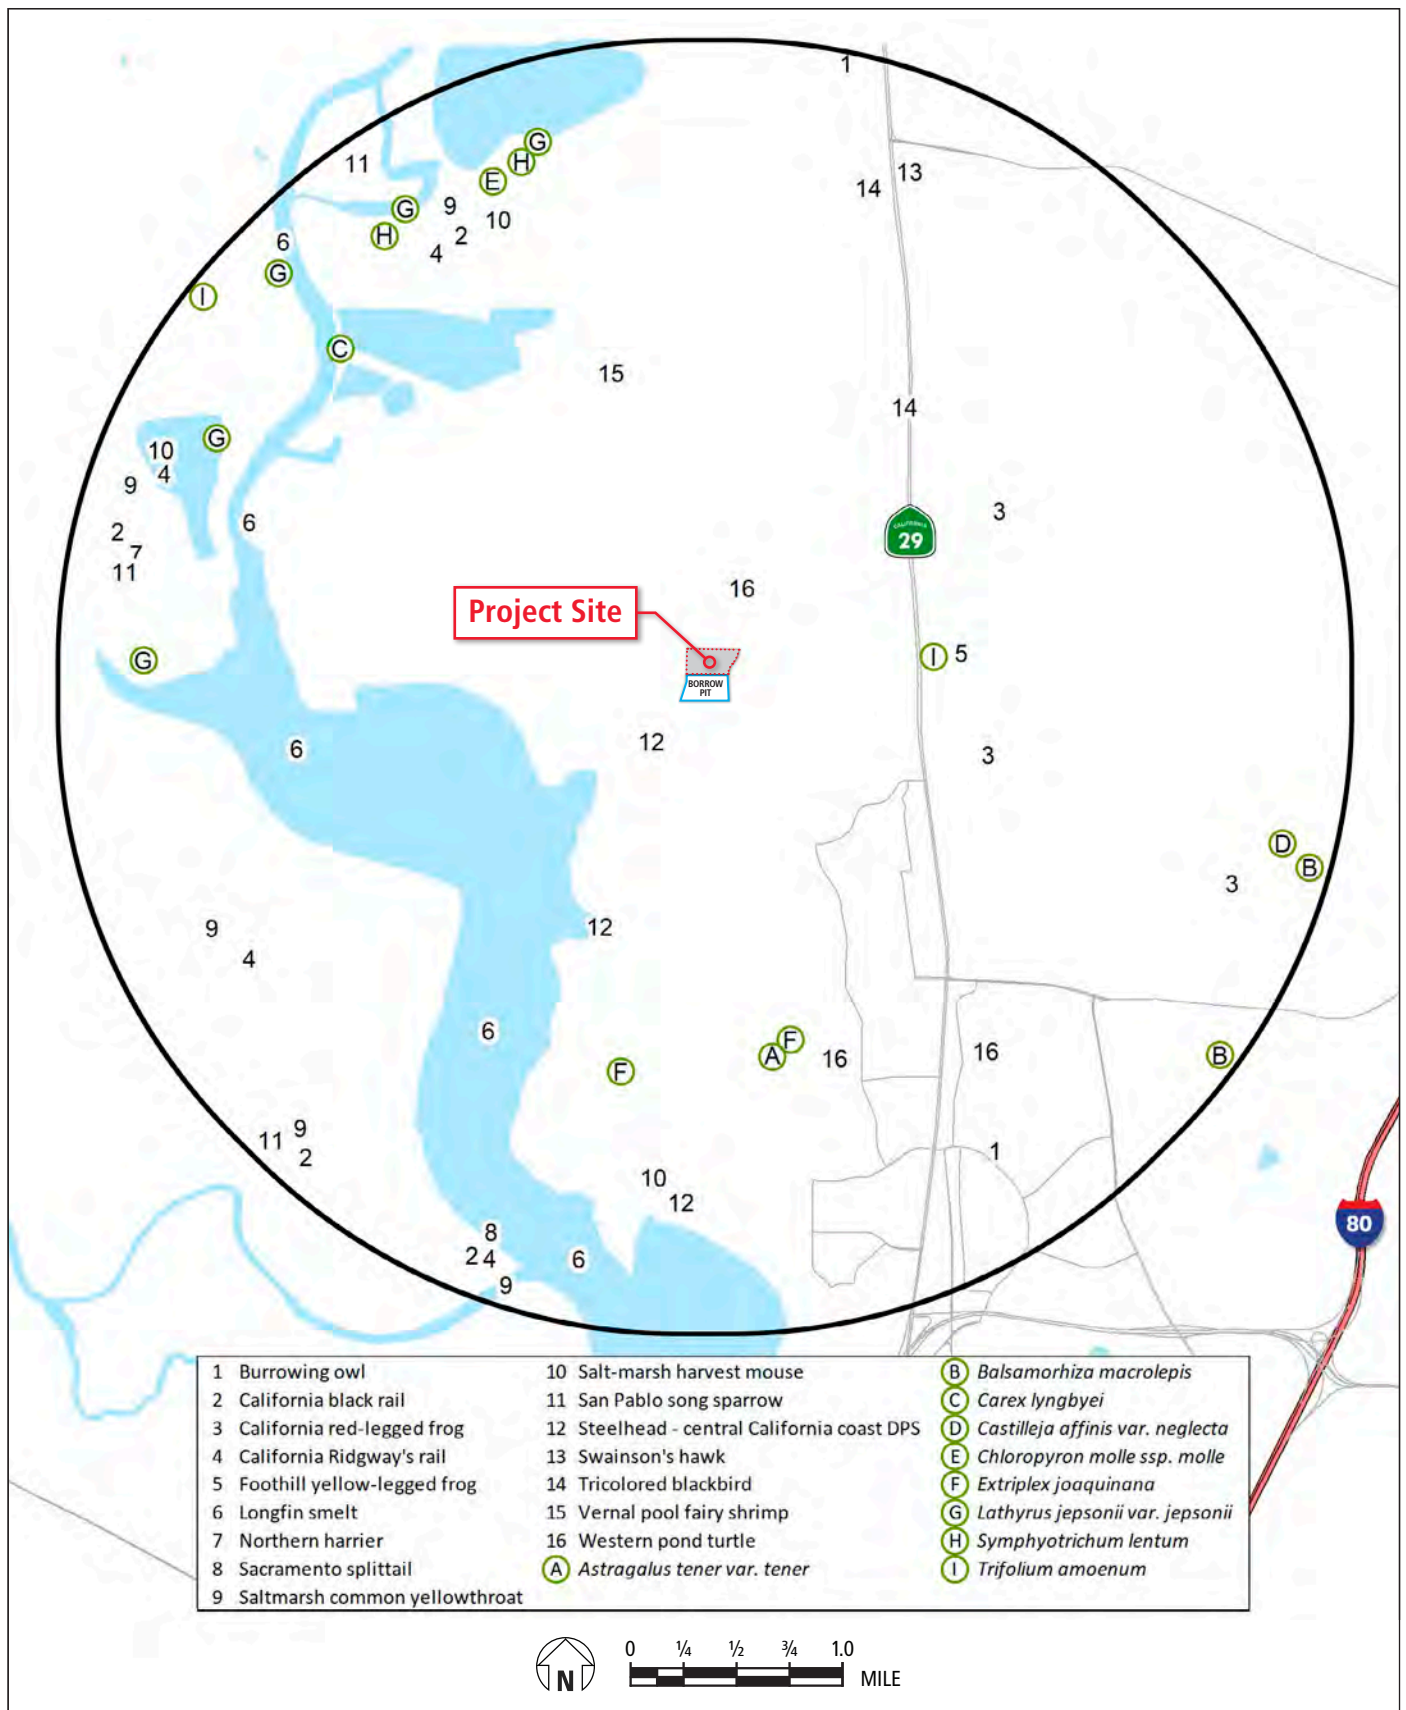 1
11
G
H
E
13
14
G
9
10
H
2
4
6
G
I
C
15
14
G
10
4
9
3
6
2
7
11
CALIFORNIA
29
16
Project Site
I
5
G
BORROW
PIT
12
6
3
D
B
3
9
12
4
6
F
A
16
16
B
F
9
11
2
1
10
12
80
8
2
4
6
9
1 Burrowing owl
2 California black rail
3 California red-legged frog
4 California Ridgway's rail
5 Foothill yellow-legged frog
6 Longfin smelt
7 Northern harrier
8 Sacramento splittail
9 Saltmarsh common yellowthroat
10 Salt-marsh harvest mouse
11 San Pablo song sparrow
12 Steelhead - central California coast DPS
13 Swainson's hawk
14 Tricolored blackbird
15 Vernal pool fairy shrimp
16 Western pond turtle
A Astragalus tener var. tener
B Balsamorhiza macrolepis
C Carex lyngbyei
D Castilleja affinis var. neglecta
E Chloropyron molle ssp. molle
F Extriplex joaquinana
G Lathyrus jepsonii var. jepsonii
H Symphyotrichum lentum
I Trifolium amoenum
N
0 ¼ ½ ¾ 1.0
MILE